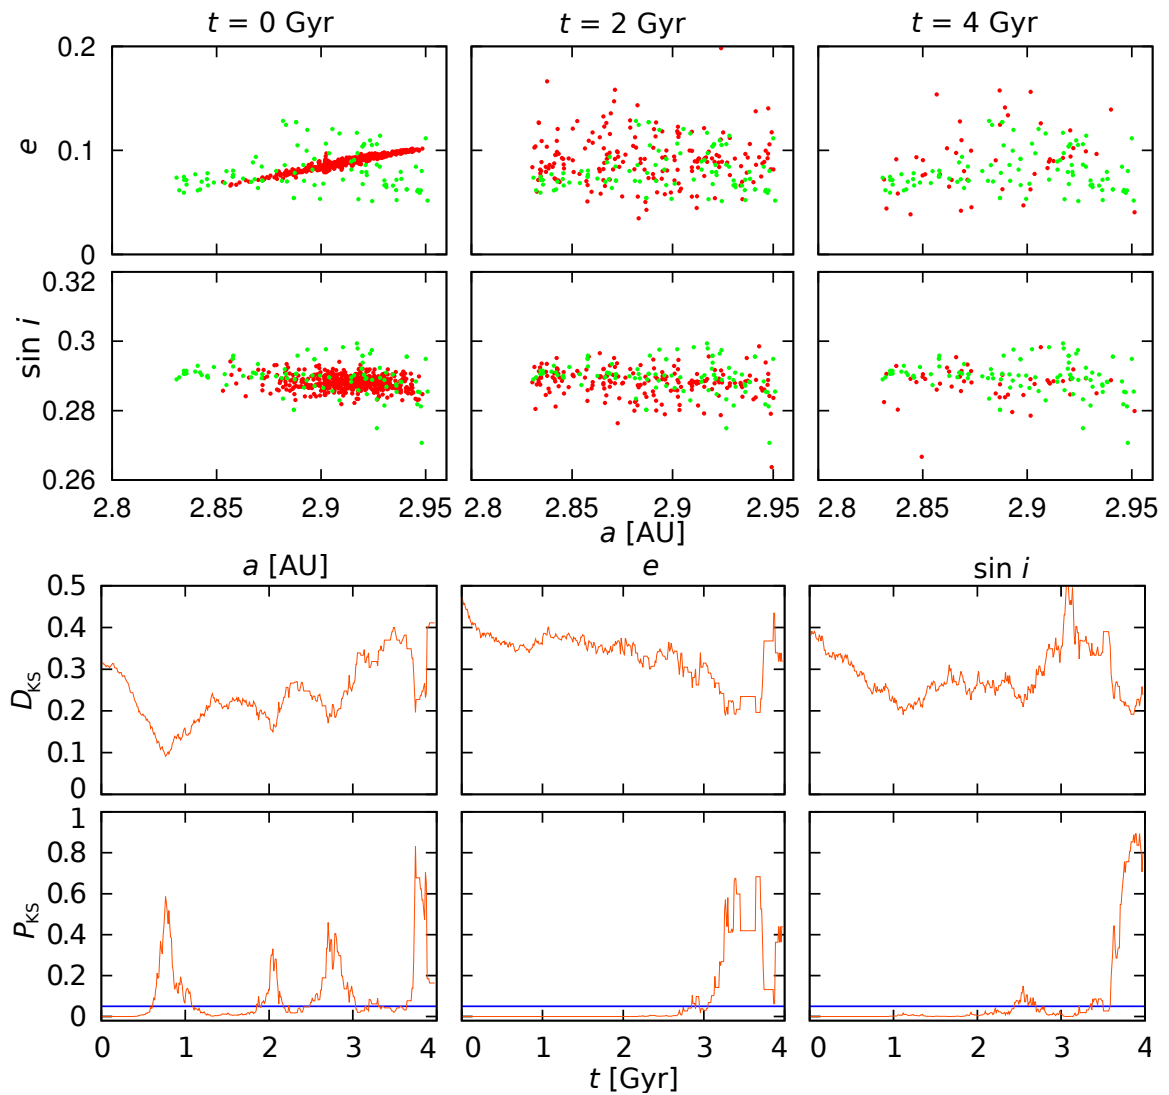 t = 0 Gyr t = 2 Gyr t = 4 Gyr
0.2
e
0.1
0
0.32
sin i
0.3
0.28
0.26
2.8 2.85 2.9 2.95 2.8 2.85 2.9 2.95 2.8 2.85 2.9 2.95
a [AU]
a [AU] e sin i
0.5
0.4
D_KS
0.3
0.2
0.1
0
1
0.8
P_KS
0.6
0.4
0.2
0
0 1 2 3 4 0 1 2 3 4 0 1 2 3 4
t [Gyr]